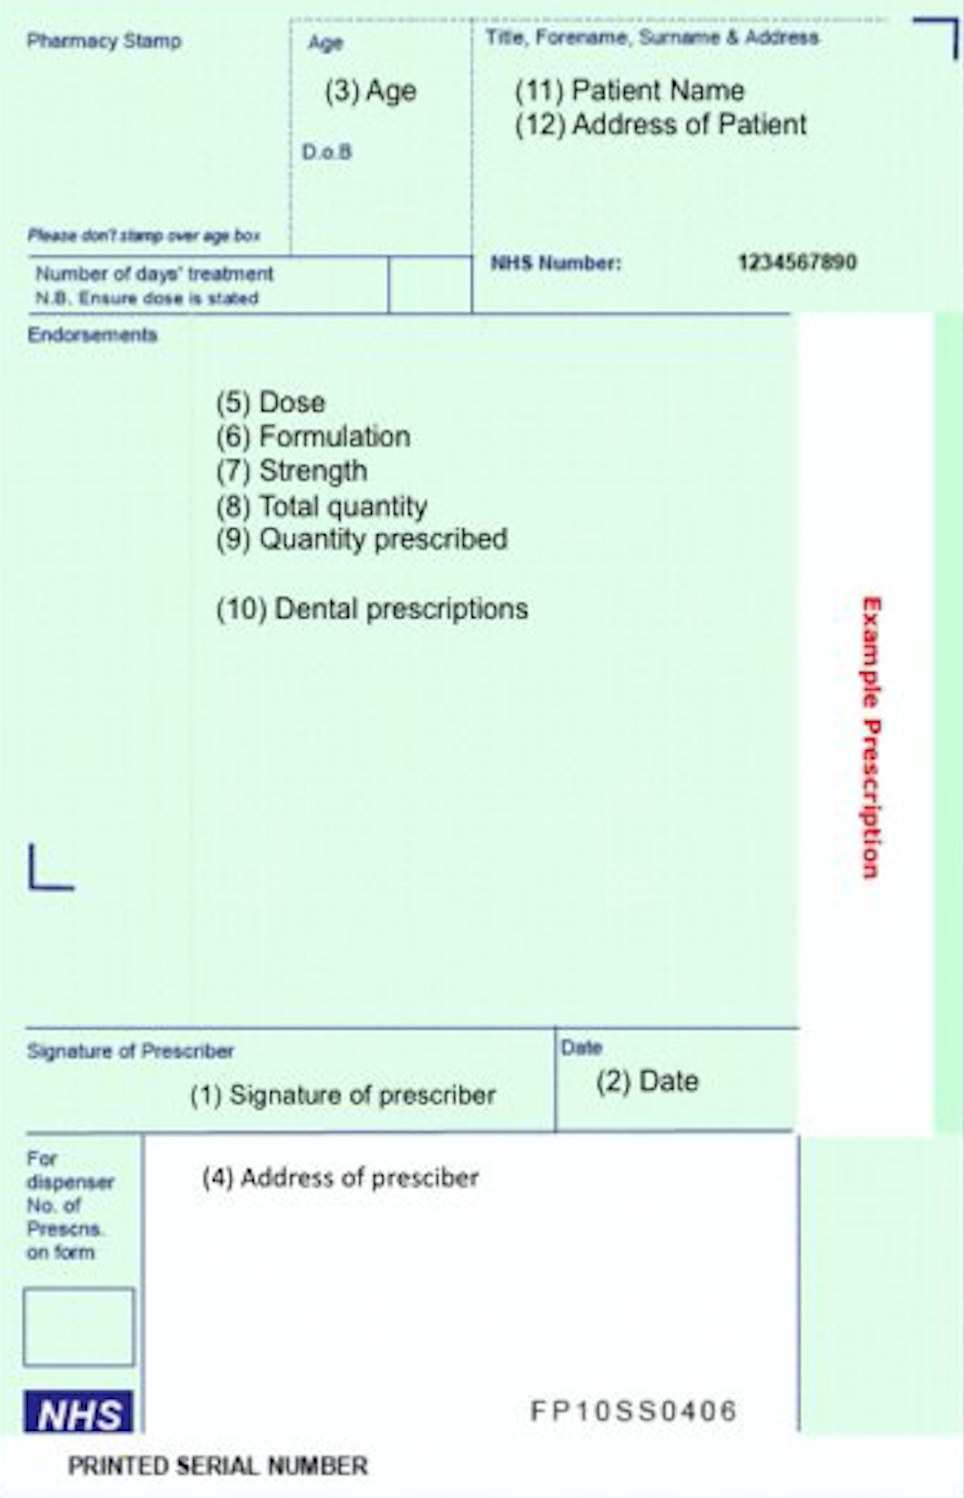 Pharmacy Stamp
Age
(3) Age
D.o.B
Title, Forename, Surname & Address
(11) Patient Name
(12) Address of Patient
Please don't stamp over age box
Number of days' treatment
N.B. Ensure dose is stated
NHS Number: 1234567890
Endorsements
(5) Dose
(6) Formulation
(7) Strength
(8) Total quantity
(9) Quantity prescribed
(10) Dental prescriptions
Example Prescription
Signature of Prescriber
(1) Signature of prescriber
Date
(2) Date
For
dispenser
No. of
Prescns.
on form
(4) Address of presciber
NHS
FP10SS0406
PRINTED SERIAL NUMBER